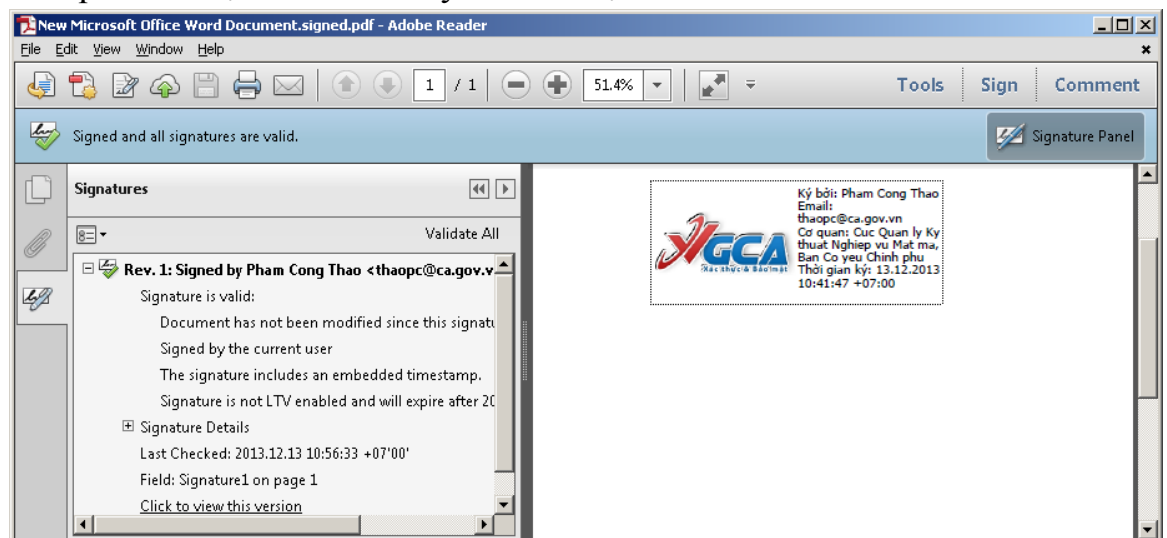 New Microsoft Office Word Document.signed.pdf - Adobe Reader
File Edit View Window Help
1 / 1 51.4% Tools Sign Comment
Signed and all signatures are valid. Signature Panel
Signatures
Validate All
Rev. 1: Signed by Pham Cong Thao <thaopc@ca.gov.v
Signature is valid:
Document has not been modified since this signatu
Signed by the current user
The signature includes an embedded timestamp.
Signature is not LTV enabled and will expire after 20
Signature Details
Last Checked: 2013.12.13 10:56:33 +07'00'
Field: Signature1 on page 1
Click to view this version
GCA
Xác thực & Bảo mật
Ký bởi: Pham Cong Thao
Email:
thaopc@ca.gov.vn
Cơ quan: Cuc Quan ly Ky
thuat Nghiep vu Mat ma,
Ban Co yeu Chinh phu
Thời gian ký: 13.12.2013
10:41:47 +07:00